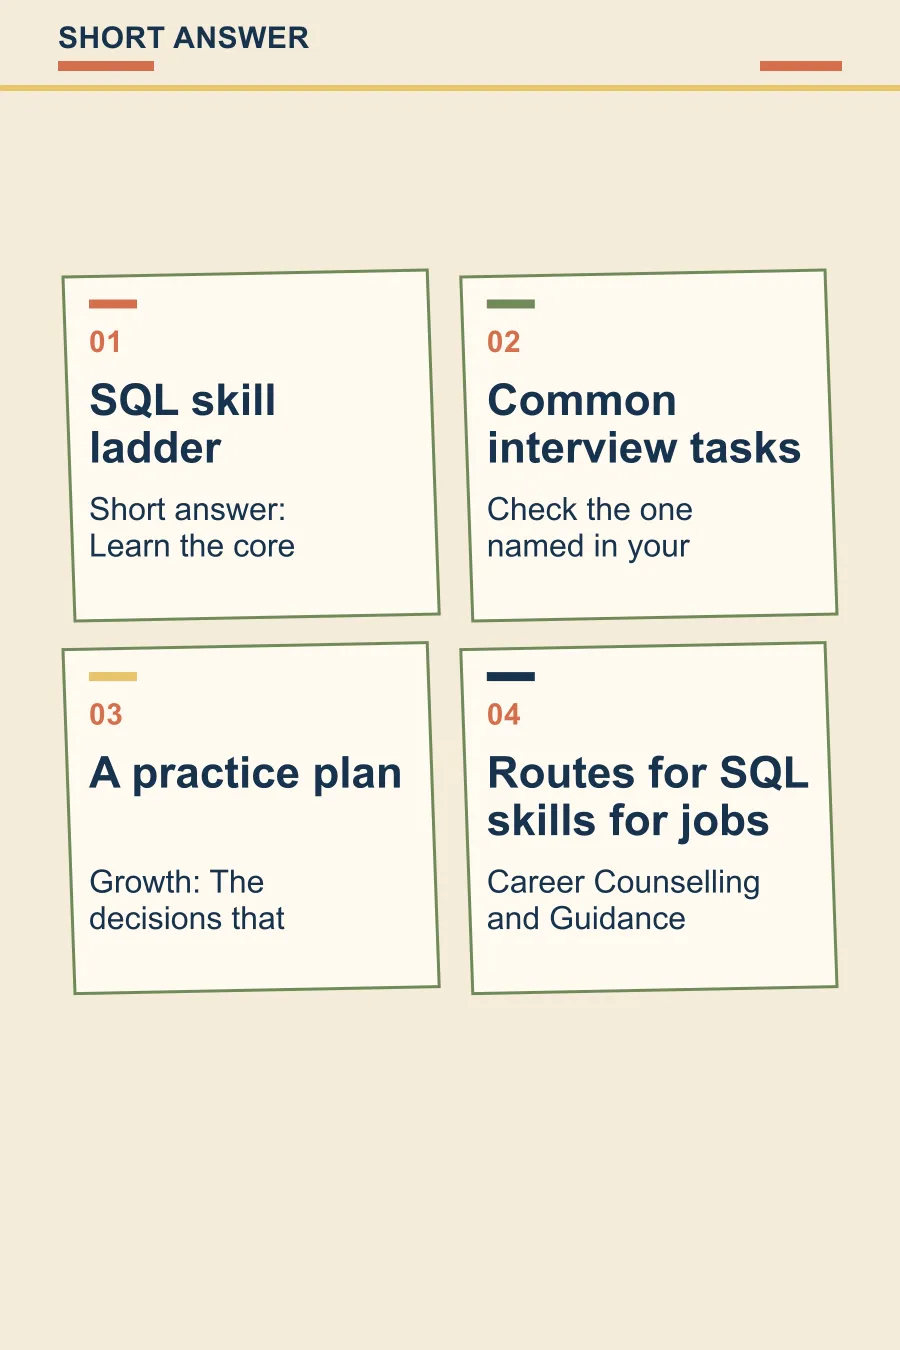 SHORT ANSWER
01
SQL skill
ladder
Short answer:
Learn the core
02
Common
interview tasks
Check the one
named in your
03
A practice plan
Growth: The
decisions that
04
Routes for SQL
skills for jobs
Career Counselling
and Guidance